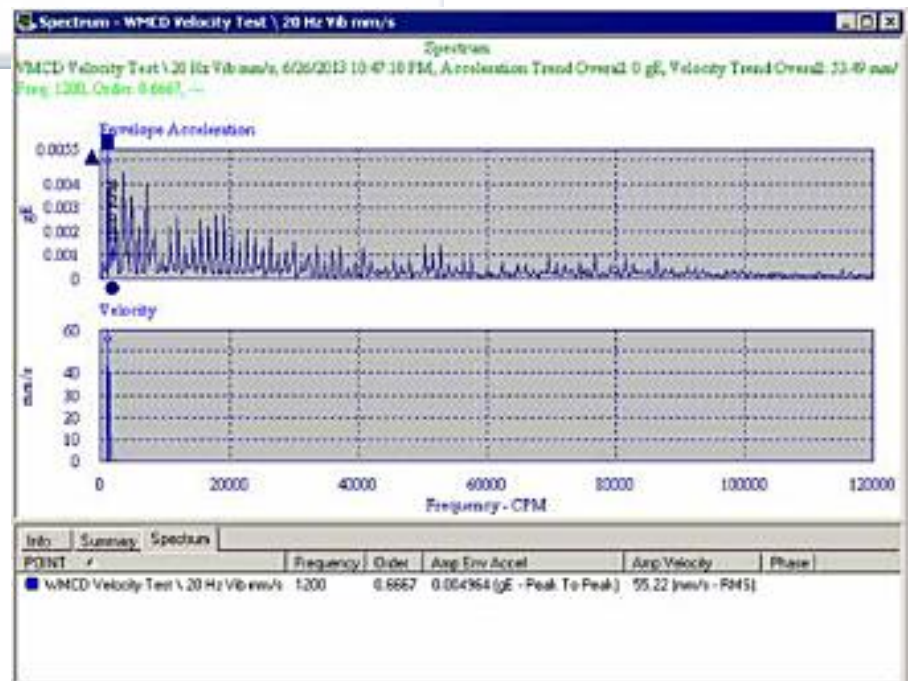 Spectrum - WMCD Velocity Test \ 20 Hz Vib mm/s
Spectrum
WMCD Velocity Test \ 20 Hz Vib mm/s, 6/26/2013 10:47:10 PM, Acceleration Trend Overall: 0 gE, Velocity Trend Overall: 53.49 mm/
Freq: 1200, Order: 0.6667, ---
Envelope Acceleration
0.0055
0.004
0.003
0.002
0.001
0
gE
Velocity
60
40
30
20
10
0
mm/s
0 20000 40000 60000 80000 100000 120000
Frequency - CPM
Info Summary Spectrum
POINT Frequency Order Amp Env Accel Amp Velocity Phase
WMCD Velocity Test \ 20 Hz Vib mm/s 1200 0.6667 0.004964 (gE - Peak To Peak) 55.22 (mm/s - RMS)